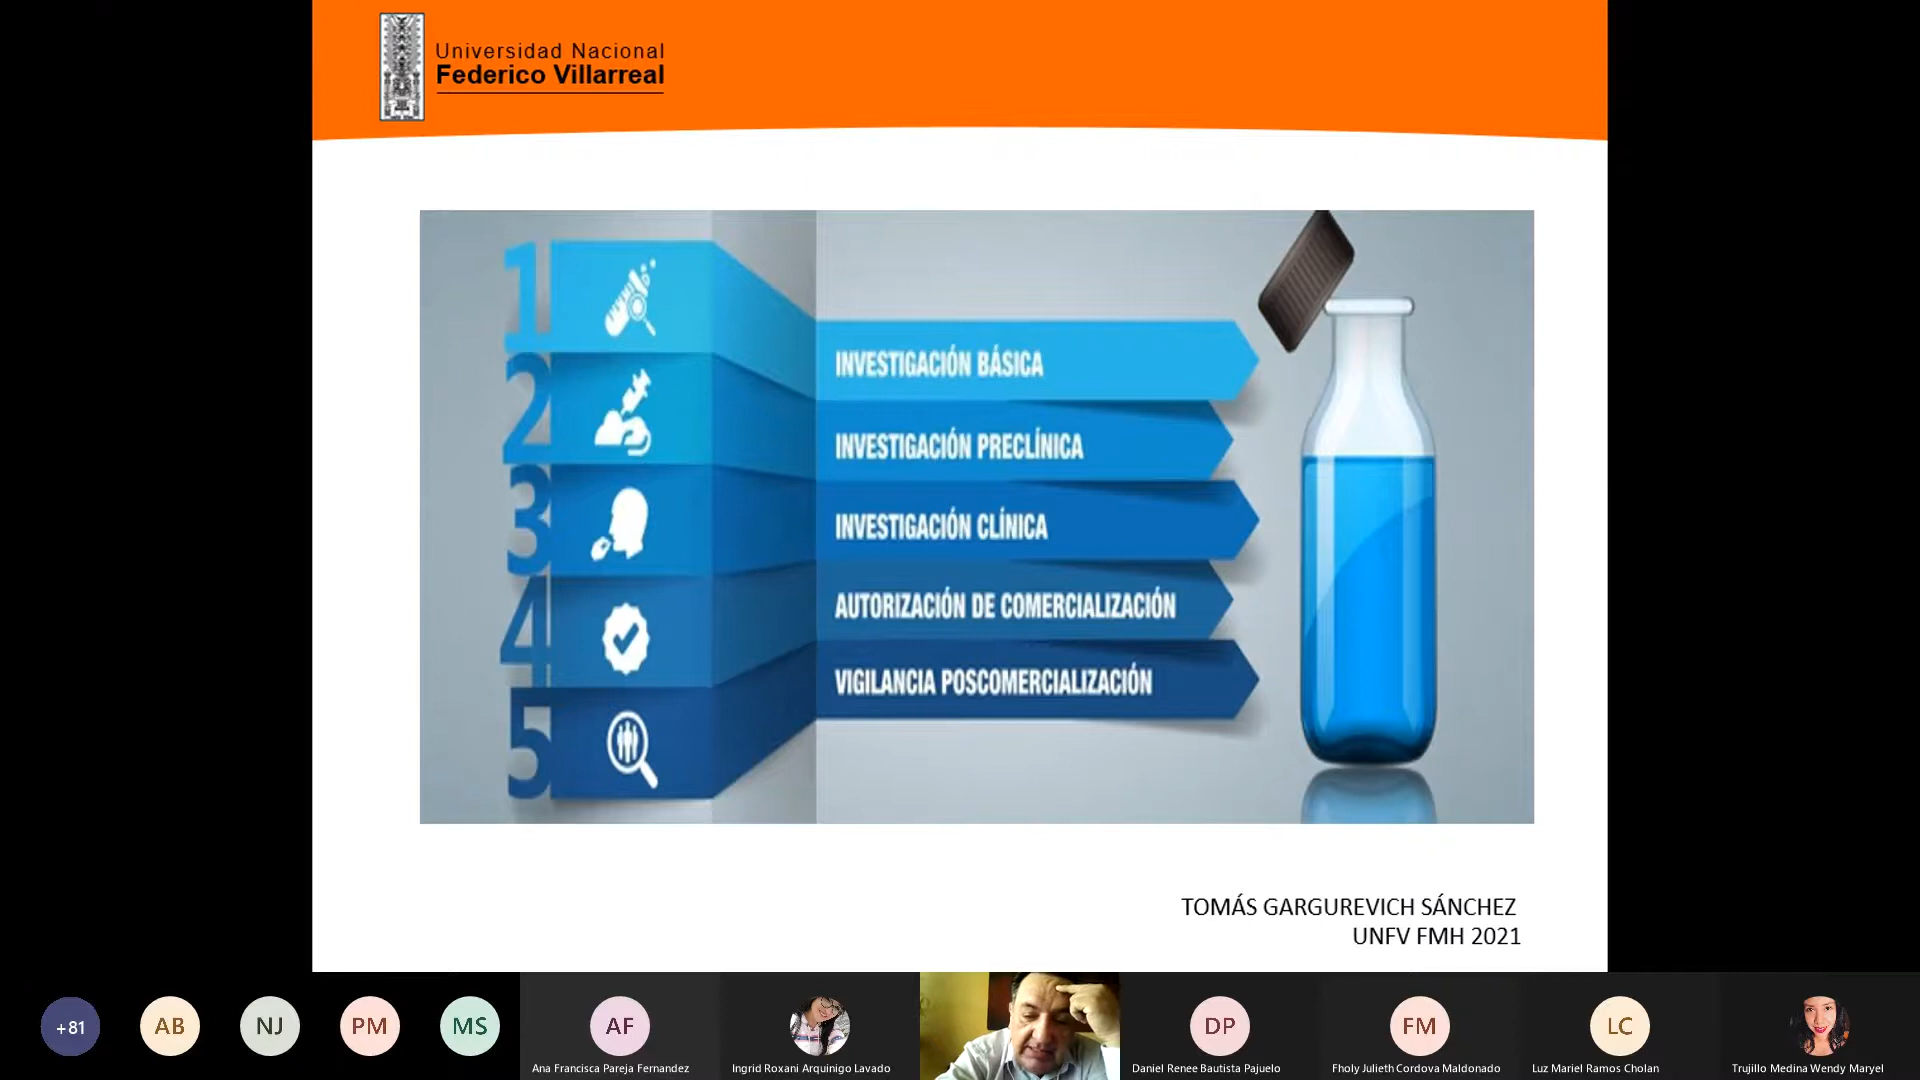 Universidad Nacional
Federico Villarreal
1
INVESTIGACIÓN BÁSICA
2
INVESTIGACIÓN PRECLÍNICA
3
INVESTIGACIÓN CLÍNICA
4
AUTORIZACIÓN DE COMERCIALIZACIÓN
5
VIGILANCIA POSCOMERCIALIZACIÓN
TOMÁS GARGUREVICH SÁNCHEZ
UNFV FMH 2021
+81
AB
NJ
PM
MS
AF
Ana Francisca Pareja Fernandez
Ingrid Roxani Arquinigo Lavado
DP
Daniel Renee Bautista Pajuelo
FM
Fholy Julieth Cordova Maldonado
LC
Luz Mariel Ramos Cholan
Trujillo Medina Wendy Maryel